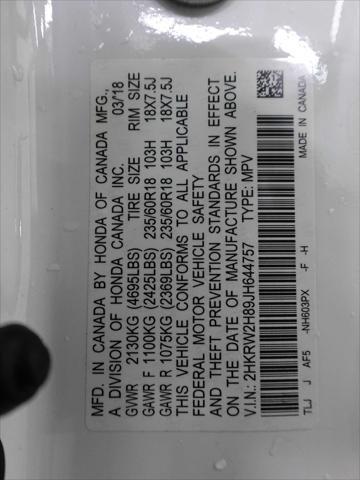 MFD. IN CANADA BY HONDA OF CANADA MFG.,
A DIVISION OF HONDA CANADA INC. 03/18
GVWR 2130KG (4695LBS) TIRE SIZE RIM SIZE
GAWR F 1100KG (2425LBS) 235/60R18 103H 18X7.5J
GAWR R 1075KG (2369LBS) 235/60R18 103H 18X7.5J
THIS VEHICLE CONFORMS TO ALL APPLICABLE
FEDERAL MOTOR VEHICLE SAFETY
AND THEFT PREVENTION STANDARDS IN EFFECT
ON THE DATE OF MANUFACTURE SHOWN ABOVE.
V.I.N.: 2HKRW2H89JH644757 TYPE: MPV
TLJ J AF5 -NH603PX -F -H MADE IN CANADA